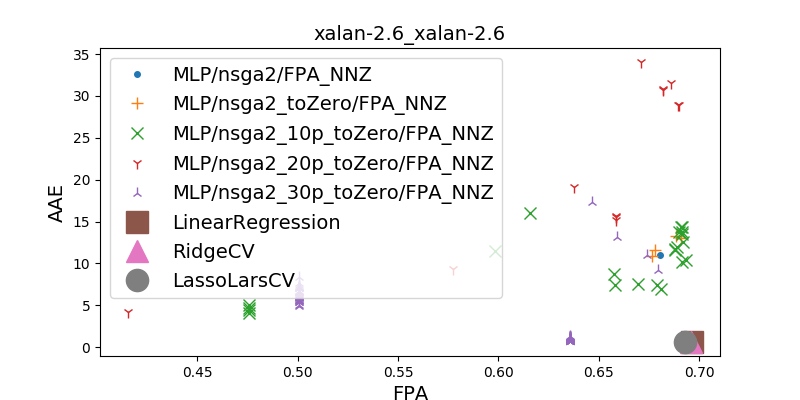 xalan-2.6_xalan-2.6
35
30
25
20
15
10
5
0
AAE
MLP/nsga2/FPA_NNZ
MLP/nsga2_toZero/FPA_NNZ
MLP/nsga2_10p_toZero/FPA_NNZ
MLP/nsga2_20p_toZero/FPA_NNZ
MLP/nsga2_30p_toZero/FPA_NNZ
LinearRegression
RidgeCV
LassoLarsCV
0.45 0.50 0.55 0.60 0.65 0.70
FPA